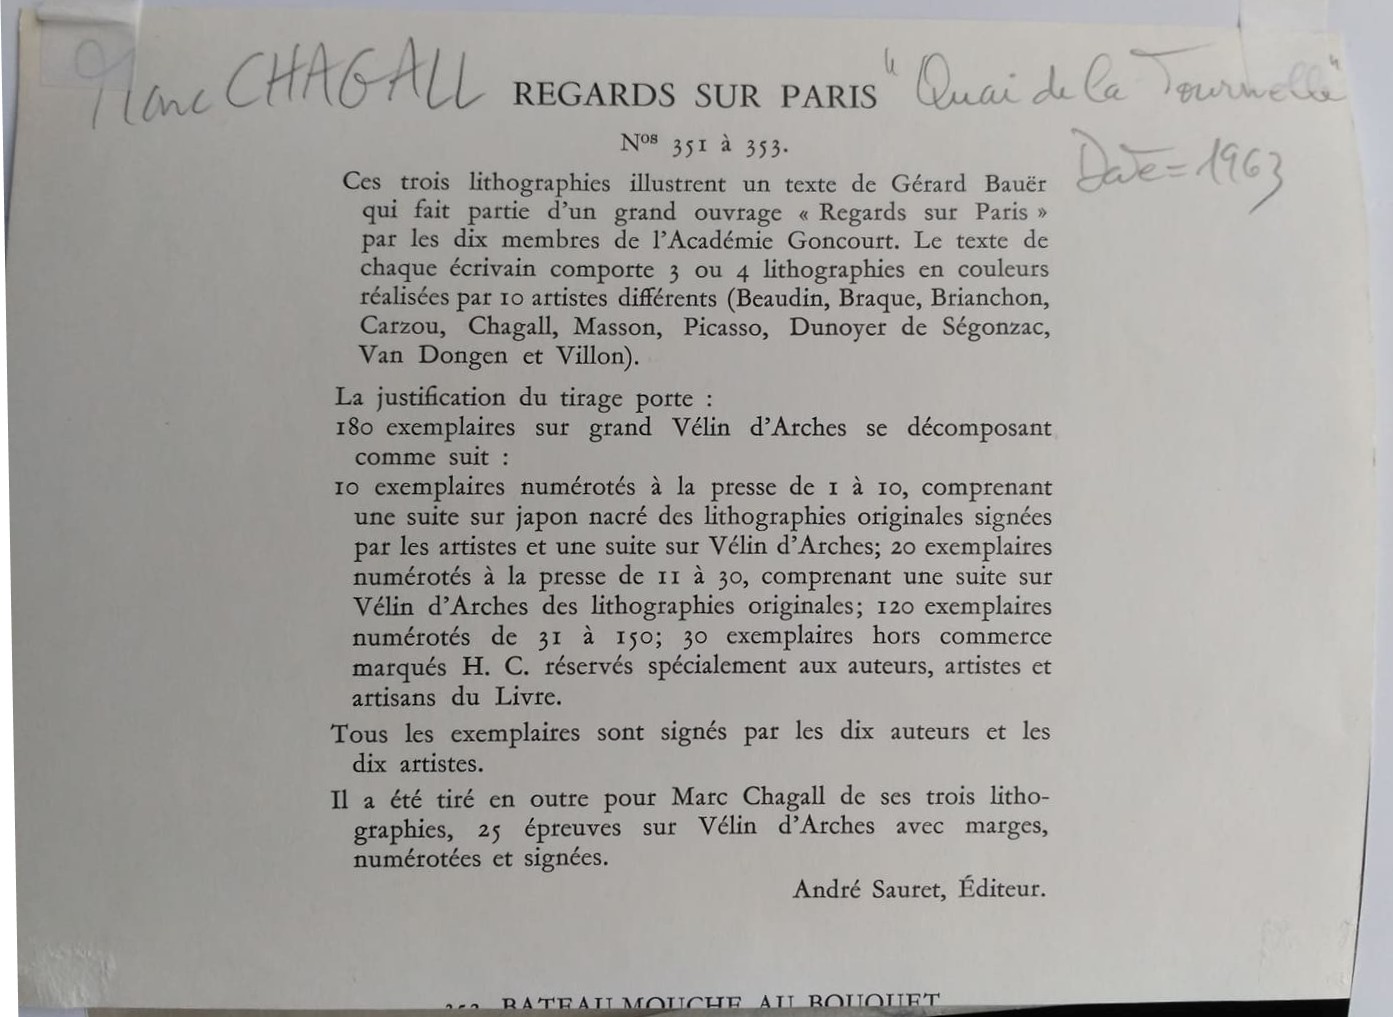 Marc CHAGALL REGARDS SUR PARIS "Quai de la Tournelle"
Nos 351 à 353.
Date = 1963
Ces trois lithographies illustrent un texte de Gérard Bauër
qui fait partie d'un grand ouvrage « Regards sur Paris »
par les dix membres de l'Académie Goncourt. Le texte de
chaque écrivain comporte 3 ou 4 lithographies en couleurs
réalisées par 10 artistes différents (Beaudin, Braque, Brianchon,
Carzou, Chagall, Masson, Picasso, Dunoyer de Ségonzac,
Van Dongen et Villon).
La justification du tirage porte :
180 exemplaires sur grand Vélin d'Arches se décomposant
comme suit :
10 exemplaires numérotés à la presse de 1 à 10, comprenant
une suite sur japon nacré des lithographies originales signées
par les artistes et une suite sur Vélin d'Arches; 20 exemplaires
numérotés à la presse de 11 à 30, comprenant une suite sur
Vélin d'Arches des lithographies originales; 120 exemplaires
numérotés de 31 à 150; 30 exemplaires hors commerce
marqués H. C. réservés spécialement aux auteurs, artistes et
artisans du Livre.
Tous les exemplaires sont signés par les dix auteurs et les
dix artistes.
Il a été tiré en outre pour Marc Chagall de ses trois litho-
graphies, 25 épreuves sur Vélin d'Arches avec marges,
numérotées et signées.
André Sauret, Éditeur.
BATEAU MOUCHE AU BOUQUET